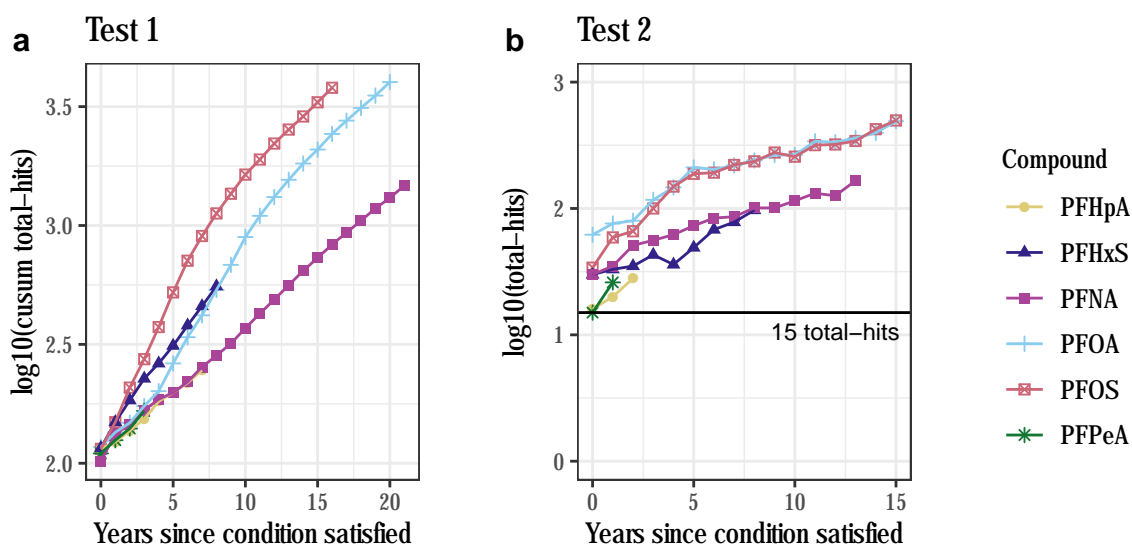 a
Test 1
log10(cusum total−hits)
3.5
3.0
2.5
2.0
0 5 10 15 20
Years since condition satisfied
b
Test 2
log10(total−hits)
3
2
1
0
15 total−hits
0 5 10 15
Years since condition satisfied
Compound
PFHpA
PFHxS
PFNA
PFOA
PFOS
PFPeA